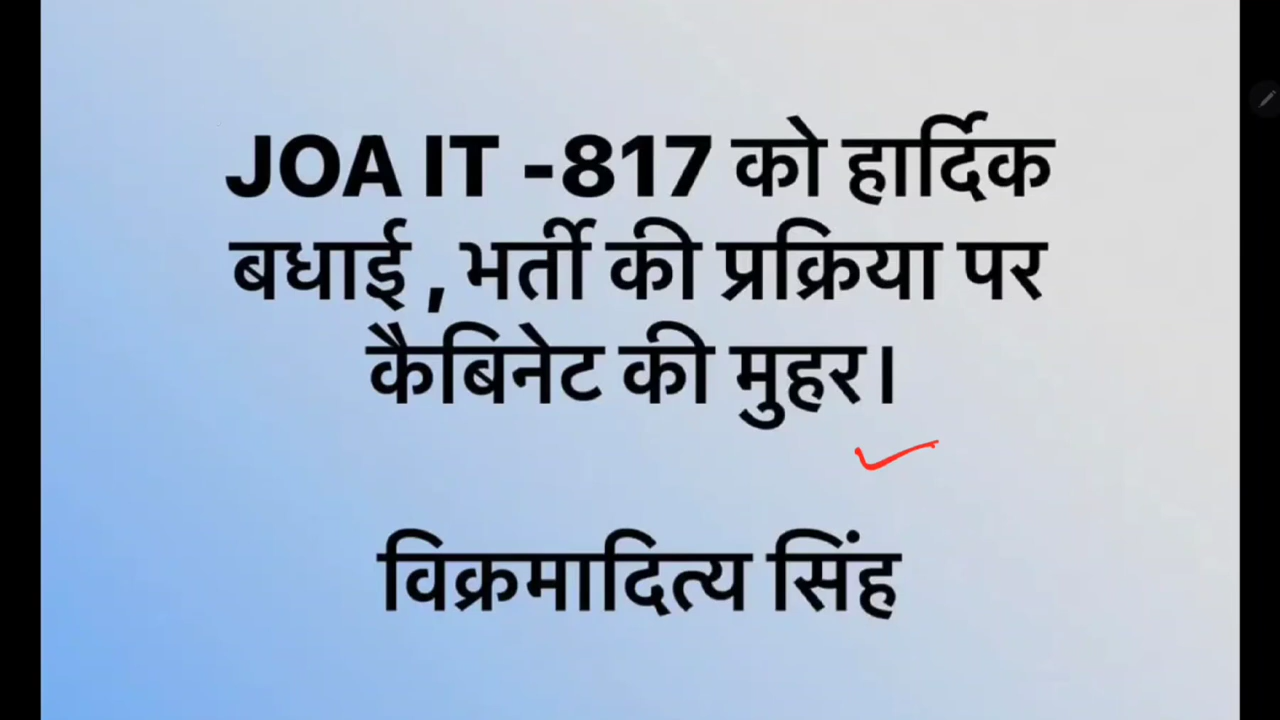 JOA IT -817 को हार्दिक
बधाई , भर्ती की प्रक्रिया पर
कैबिनेट की मुहर।
विक्रमादित्य सिंह